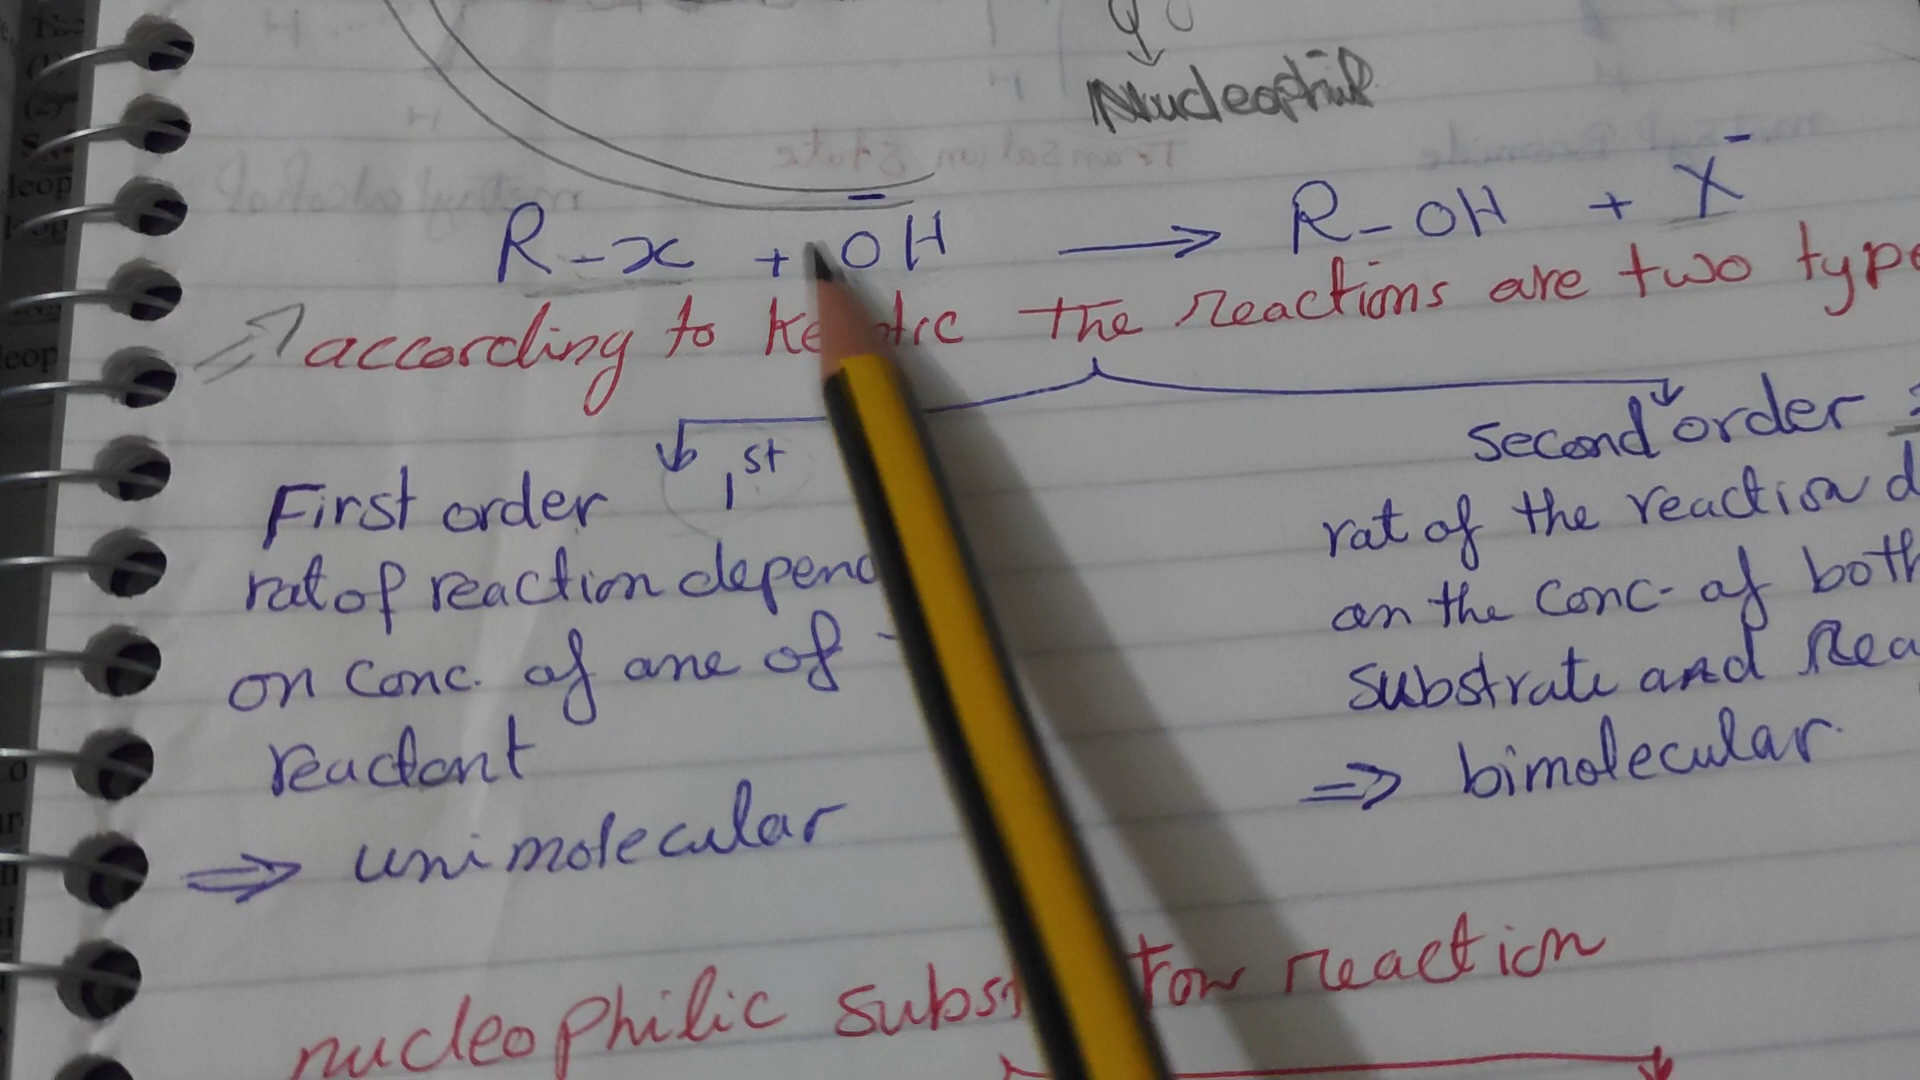 Nucleophil
R-x + OH⁻ → R-OH + X⁻
according to the reactions are two type
First order 1st
rat of reaction depend
on conc. of one of
reactant
⇒ unimolecular
Second order
rat of the reaction d
on the conc. of both
substrate and Rea
⇒ bimolecular.
nucleophilic reaction